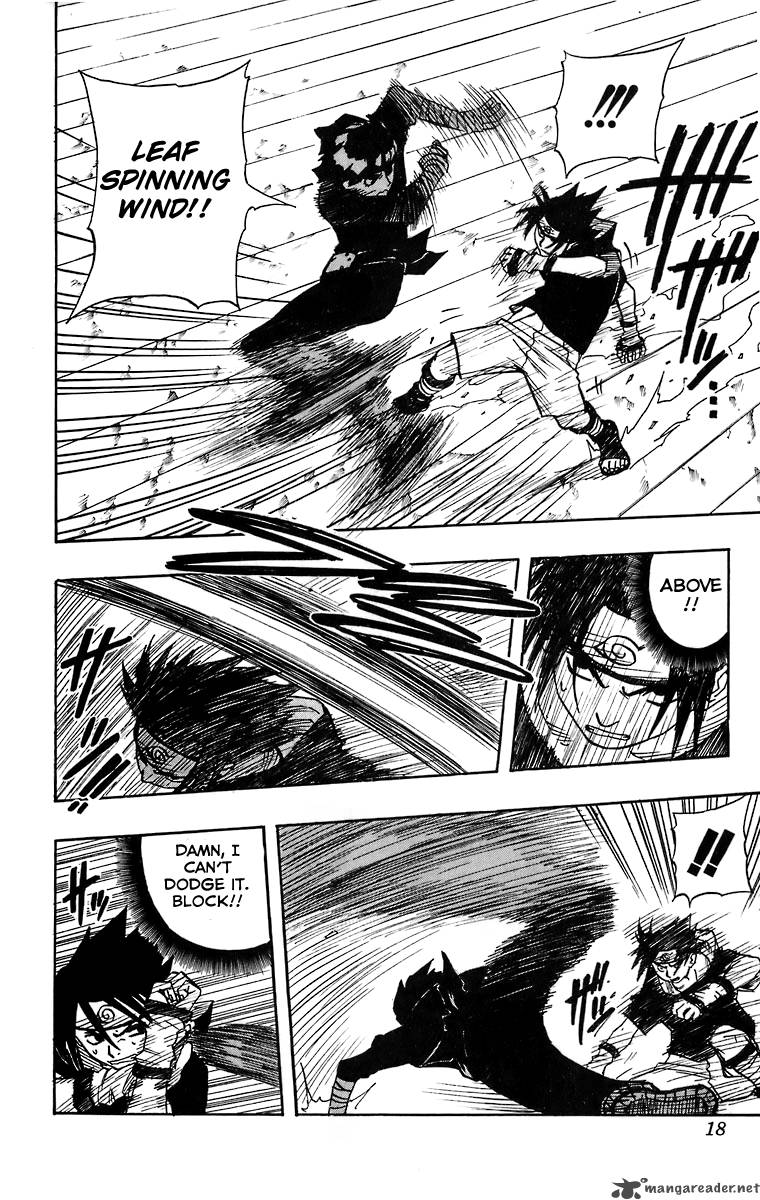 !!!
LEAF
SPINNING
WIND!!
ABOVE
!!
!!
DAMN, I
CAN'T
DODGE IT.
BLOCK!!
18
mangareader.net